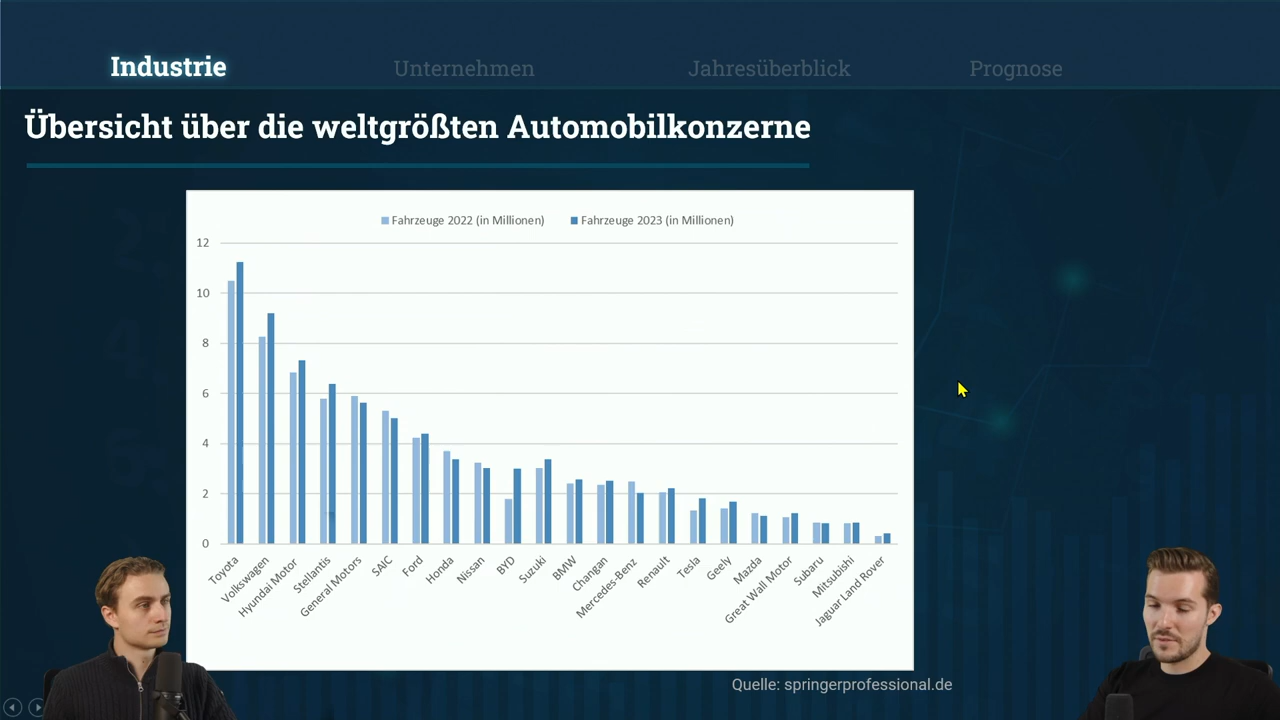 Industrie
Unternehmen
Jahresüberblick
Prognose
Übersicht über die weltgrößten Automobilkonzerne
Fahrzeuge 2022 (in Millionen)
Fahrzeuge 2023 (in Millionen)
12
10
8
6
4
2
0
Toyota
Volkswagen
Hyundai Motor
Stellantis
General Motors
SAIC
Ford
Honda
Nissan
BYD
Suzuki
BMW
Changan
Mercedes-Benz
Renault
Tesla
Geely
Mazda
Great Wall Motor
Subaru
Mitsubishi
Jaguar Land Rover
Quelle: springerprofessional.de